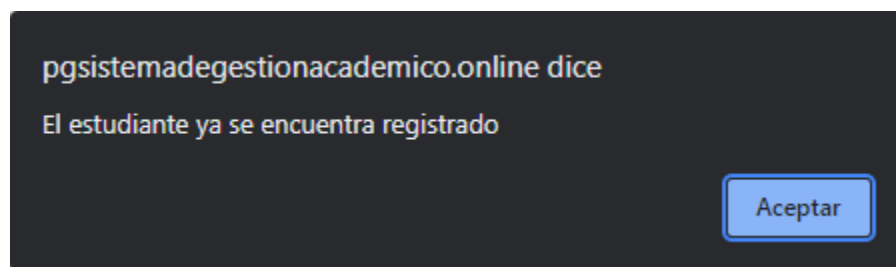 pgsistemadegestionacademico.online dice
El estudiante ya se encuentra registrado
Aceptar